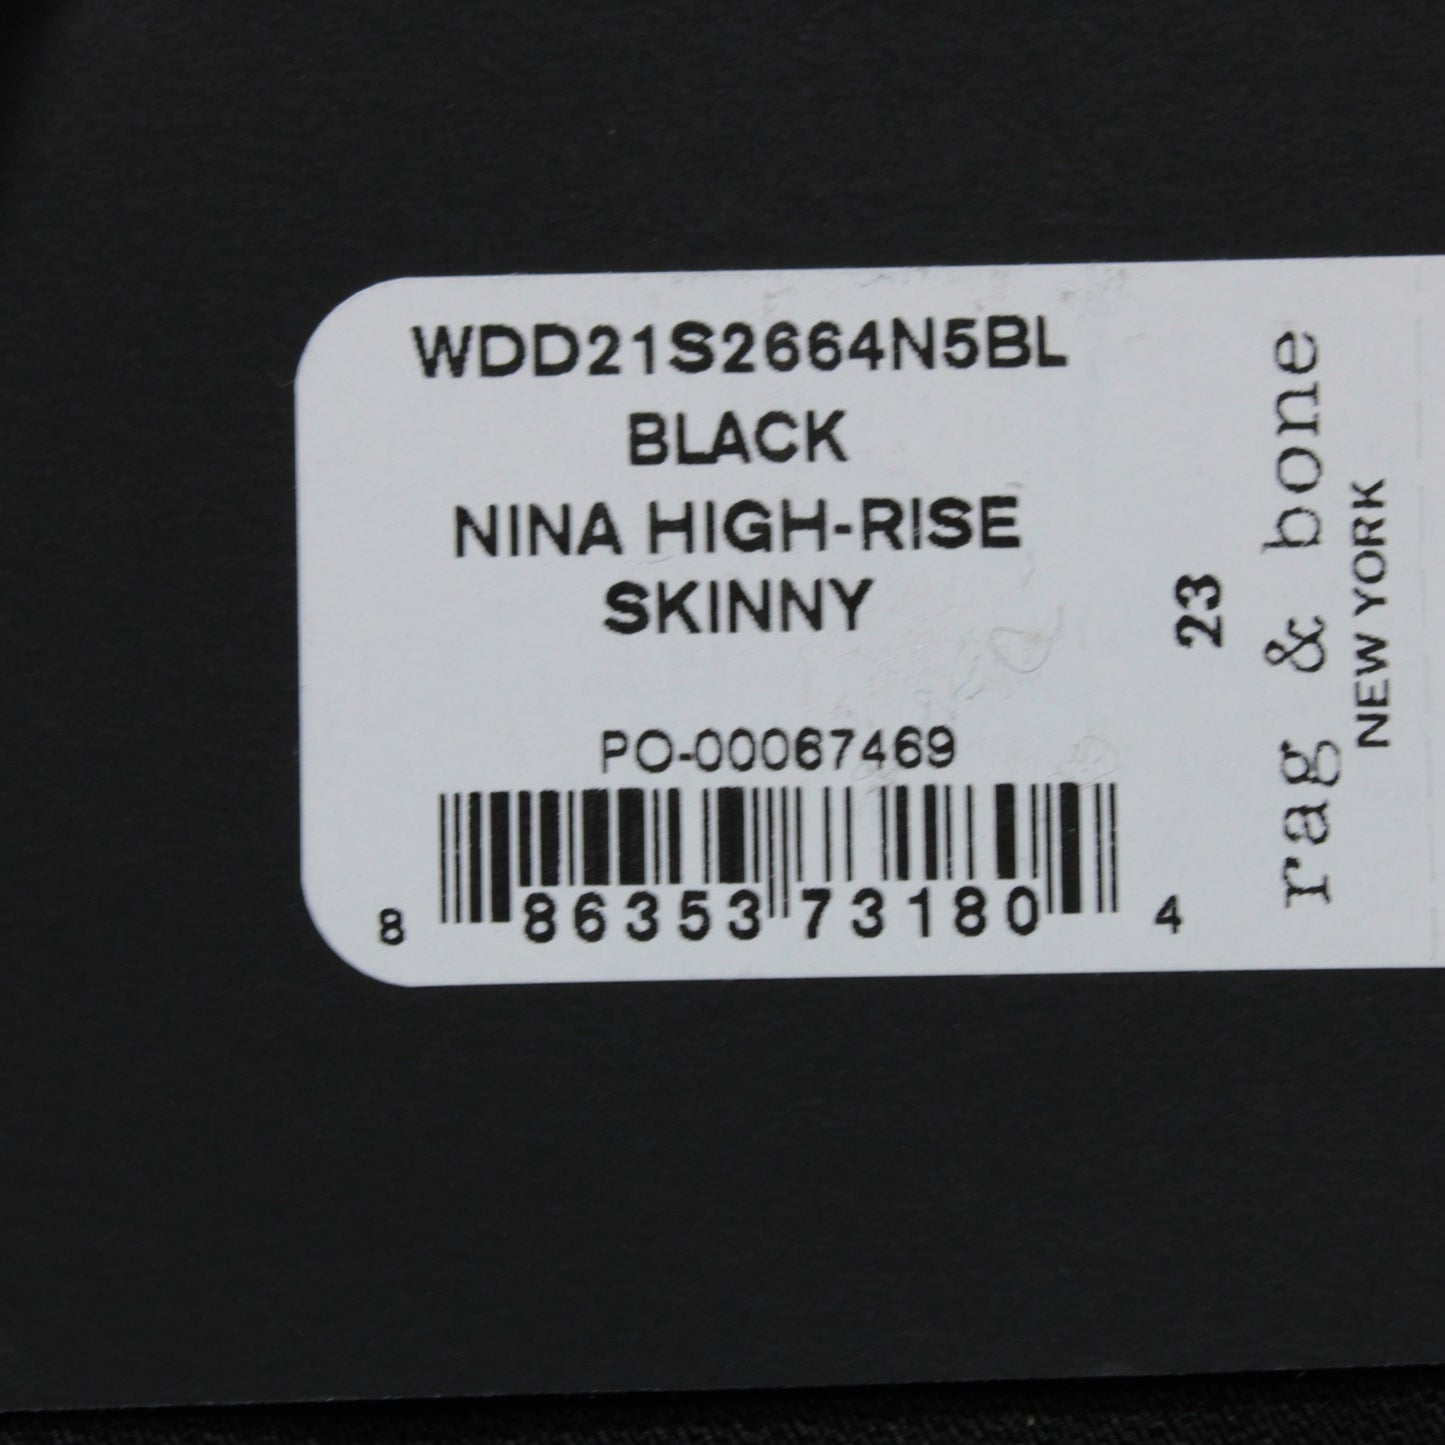 WDD21S2664N5BL
BLACK
NINA HIGH-RISE
SKINNY
PO-00067469
8 86353 73180 4
23
rag & bone
NEW YORK